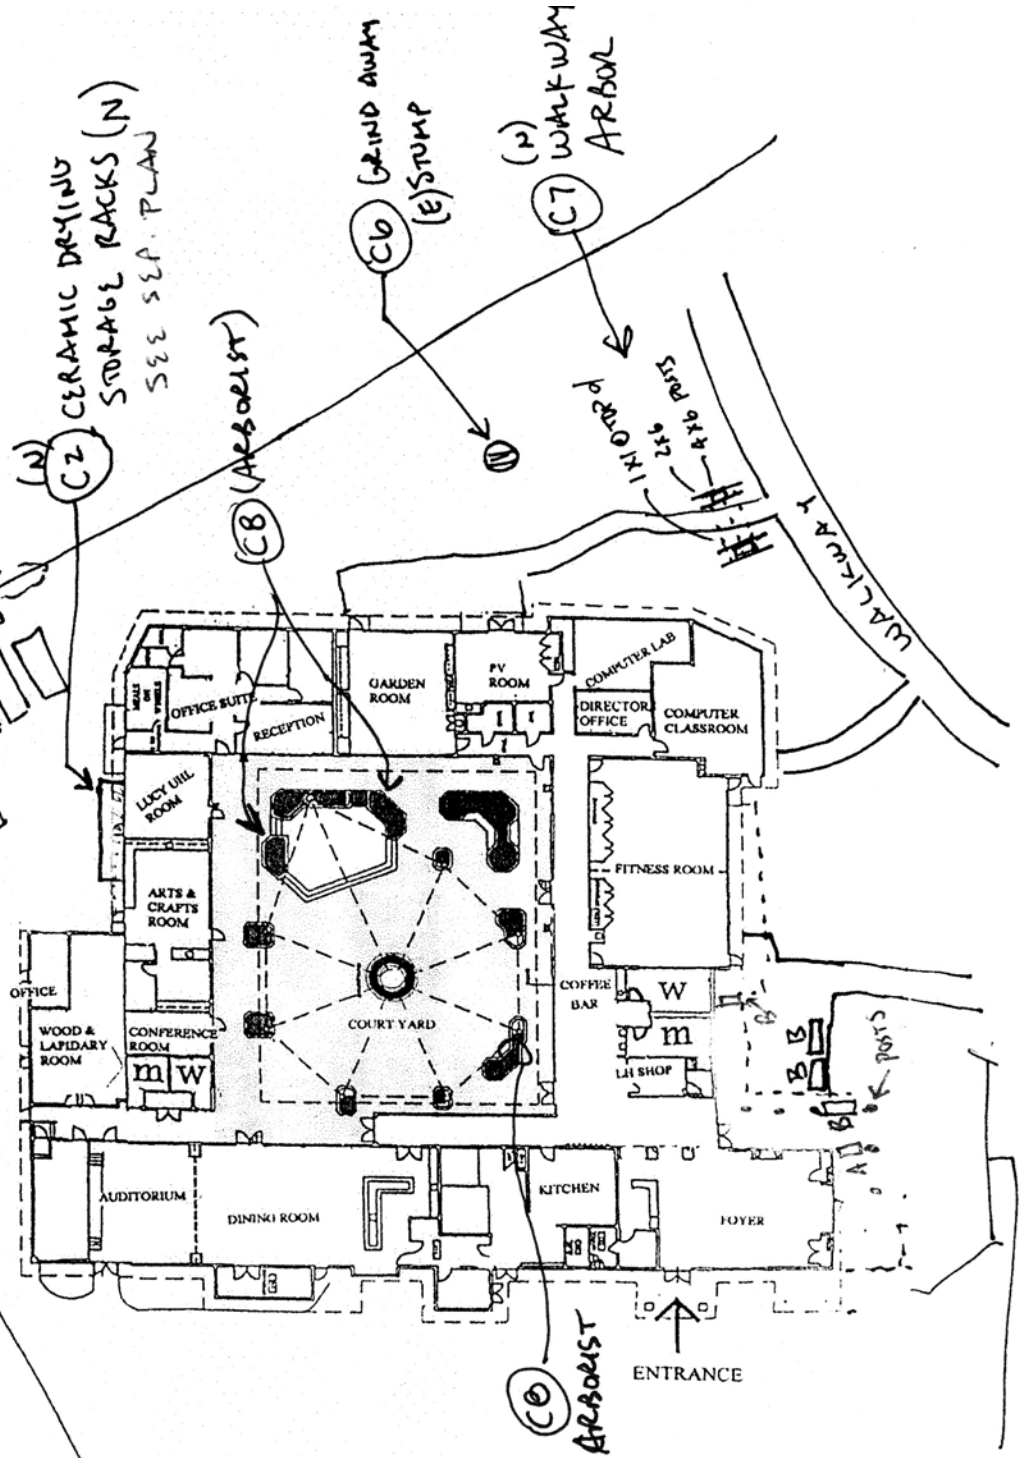 (N)
C2
CERAMIC DRYING
STORAGE RACKS (N)
SEE SEP. PLAN
C6
GRIND AWAY
(E) STUMP
(N)
C7
WALKWAY
ARBOR
C8
(ARBORIST)
2x6
4x6 POSTS
WALKWAY
MEALS
ON
WHEELS
OFFICE SUITE
RECEPTION
GARDEN
ROOM
PV
ROOM
COMPUTER LAB
DIRECTOR
OFFICE
COMPUTER
CLASSROOM
LUCY UHL
ROOM
ARTS &
CRAFTS
ROOM
FITNESS ROOM
OFFICE
WOOD &
LAPIDARY
ROOM
CONFERENCE
ROOM
m W
COURT YARD
COFFEE
BAR
W
m
LH SHOP
B
B
B
B
A
POSTS
AUDITORIUM
DINING ROOM
KITCHEN
FOYER
ENTRANCE
C8
ARBORIST